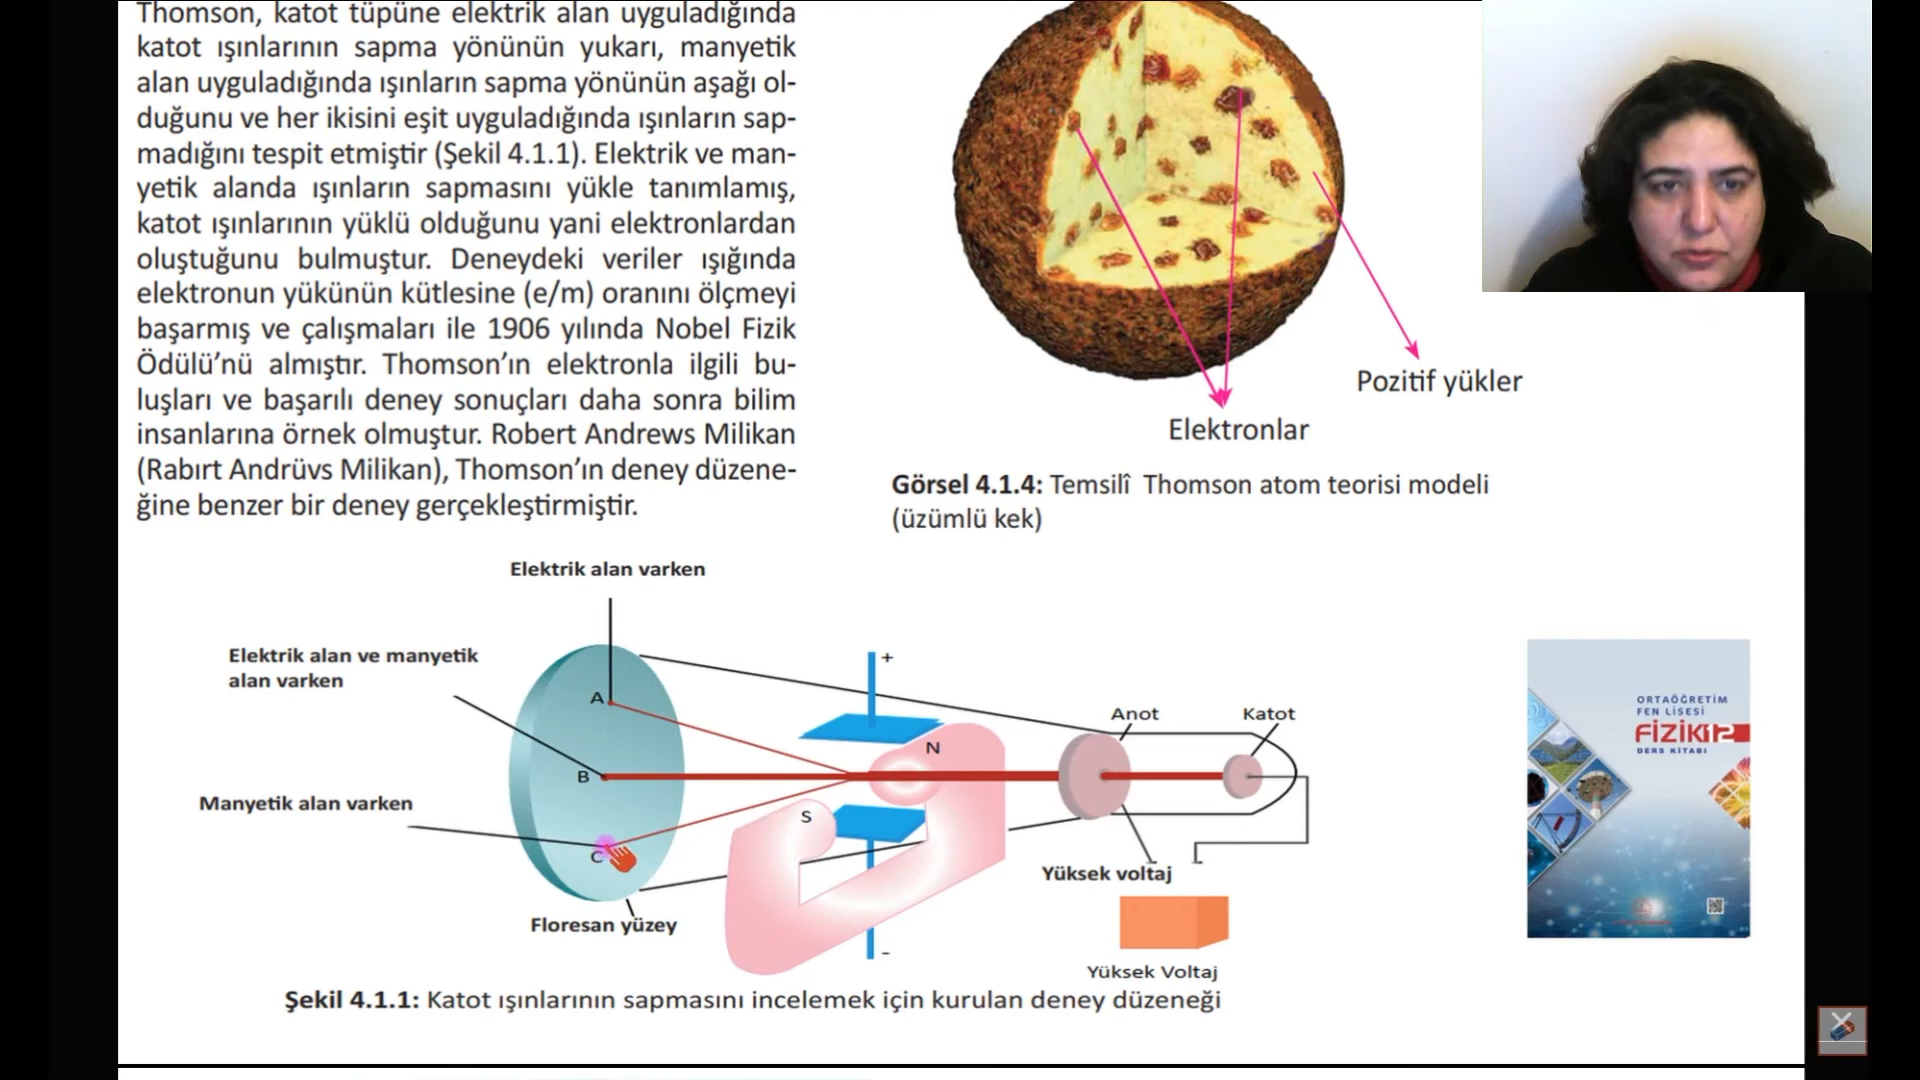 Thomson, katot tüpüne elektrik alan uyguladığında
katot ışınlarının sapma yönünün yukarı, manyetik
alan uyguladığında ışınların sapma yönünün aşağı ol-
duğunu ve her ikisini eşit uyguladığında ışınların sap-
madığını tespit etmiştir (Şekil 4.1.1). Elektrik ve man-
yetik alanda ışınların sapmasını yükle tanımlamış,
katot ışınlarının yüklü olduğunu yani elektronlardan
oluştuğunu bulmuştur. Deneydeki veriler ışığında
elektronun yükünün kütlesine (e/m) oranını ölçmeyi
başarmış ve çalışmaları ile 1906 yılında Nobel Fizik
Ödülü’nü almıştır. Thomson’ın elektronla ilgili bu-
luşları ve başarılı deney sonuçları daha sonra bilim
insanlarına örnek olmuştur. Robert Andrews Milikan
(Rabırt Andrüvs Milikan), Thomson’ın deney düzene-
ğine benzer bir deney gerçekleştirmiştir.
Pozitif yükler
Elektronlar
Görsel 4.1.4: Temsilî Thomson atom teorisi modeli
(üzümlü kek)
Elektrik alan varken
Elektrik alan ve manyetik
alan varken
Manyetik alan varken
A
B
C
+
N
S
-
Anot
Katot
Yüksek voltaj
Floresan yüzey
Yüksek Voltaj
Şekil 4.1.1: Katot ışınlarının sapmasını incelemek için kurulan deney düzeneği
ORTAÖĞRETİM
FEN LİSESİ
FİZİK 12
DERS KİTABI